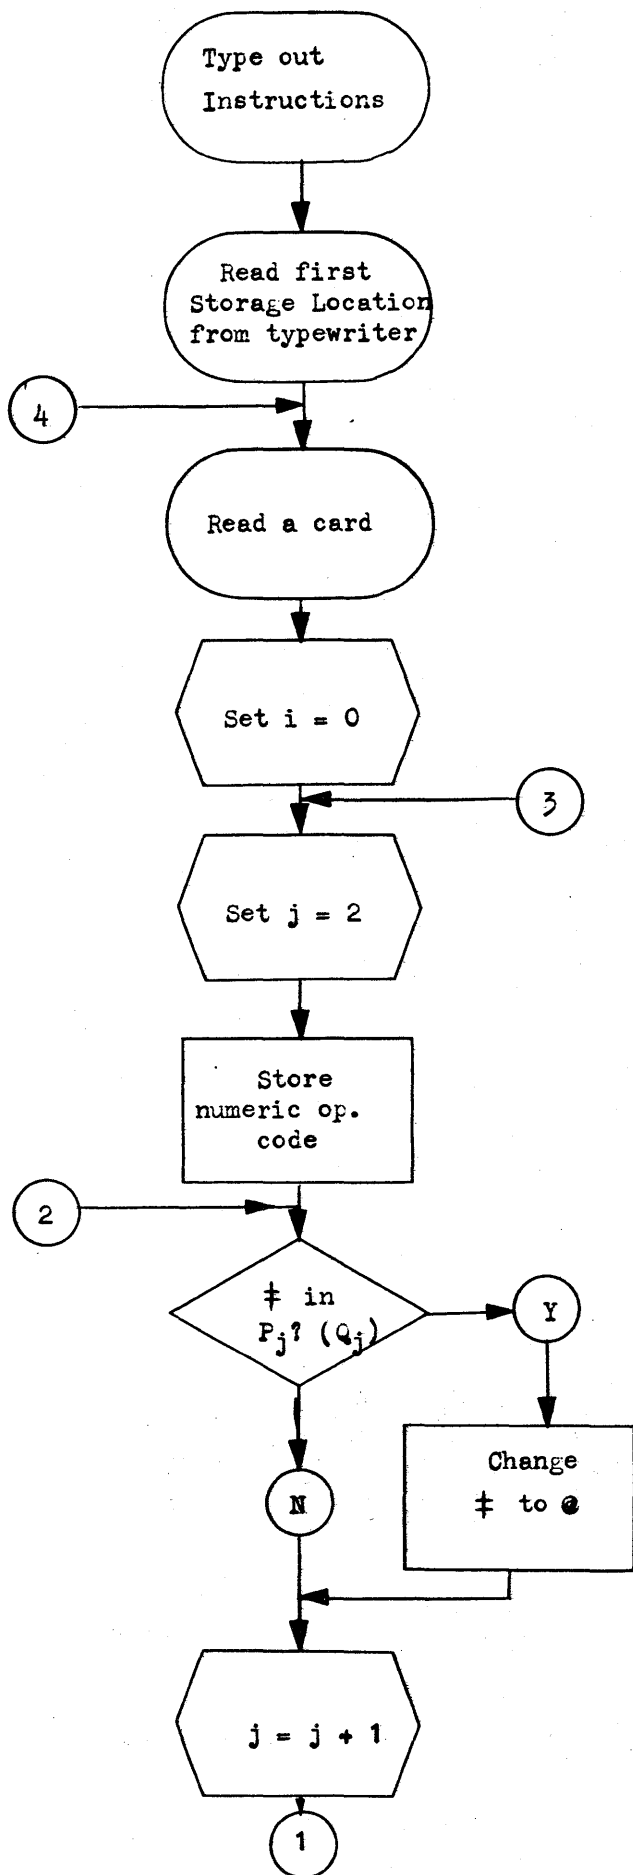 Type out
Instructions
Read first
Storage Location
from typewriter
4
Read a card
Set i = 0
3
Set j = 2
Store
numeric op.
code
2
‡ in
Pj? (Qj)
Y
Change
‡ to @
N
j = j + 1
1